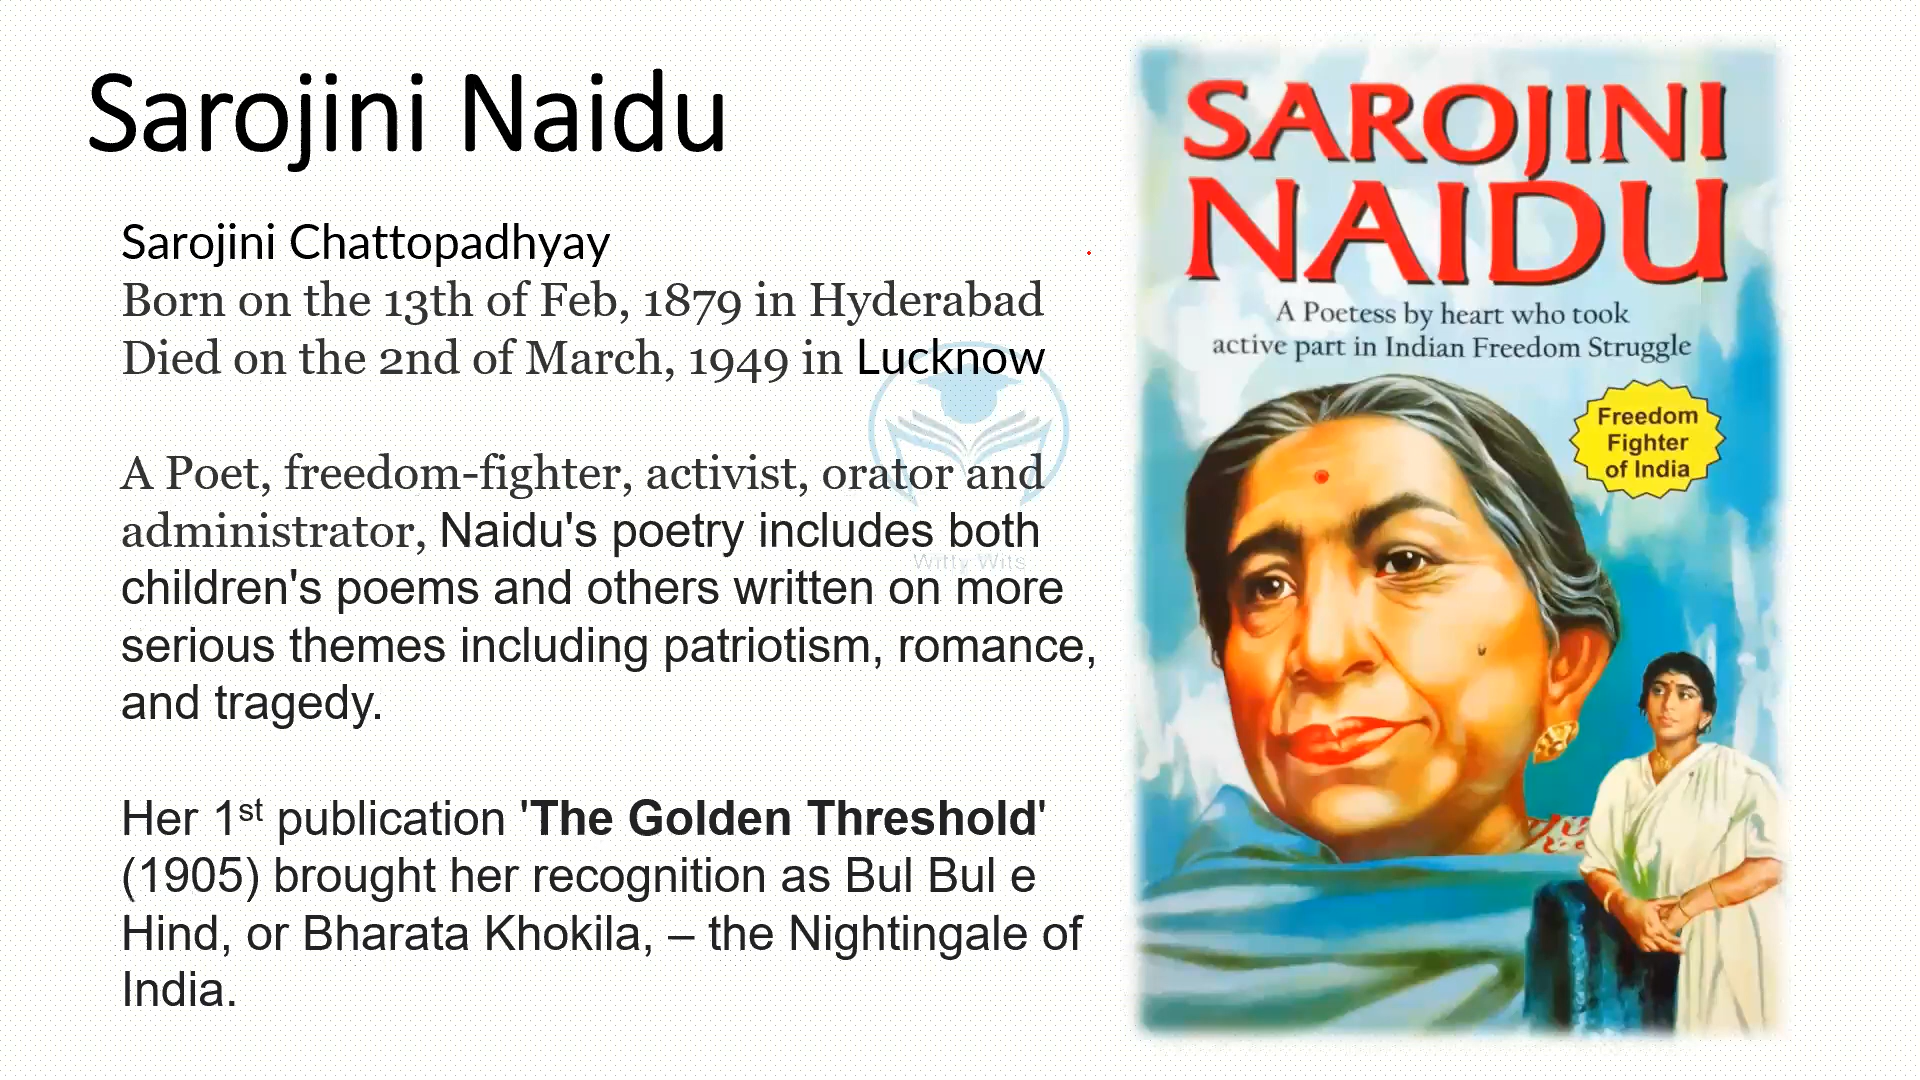 Sarojini Naidu
Sarojini Chattopadhyay
Born on the 13th of Feb, 1879 in Hyderabad
Died on the 2nd of March, 1949 in Lucknow
A Poet, freedom-fighter, activist, orator and
administrator, Naidu's poetry includes both
children's poems and others written on more
serious themes including patriotism, romance,
and tragedy.
Her 1st publication 'The Golden Threshold'
(1905) brought her recognition as Bul Bul e
Hind, or Bharata Khokila, – the Nightingale of
India.
Witty Wits
SAROJINI
NAIDU
A Poetess by heart who took
active part in Indian Freedom Struggle
Freedom
Fighter
of India